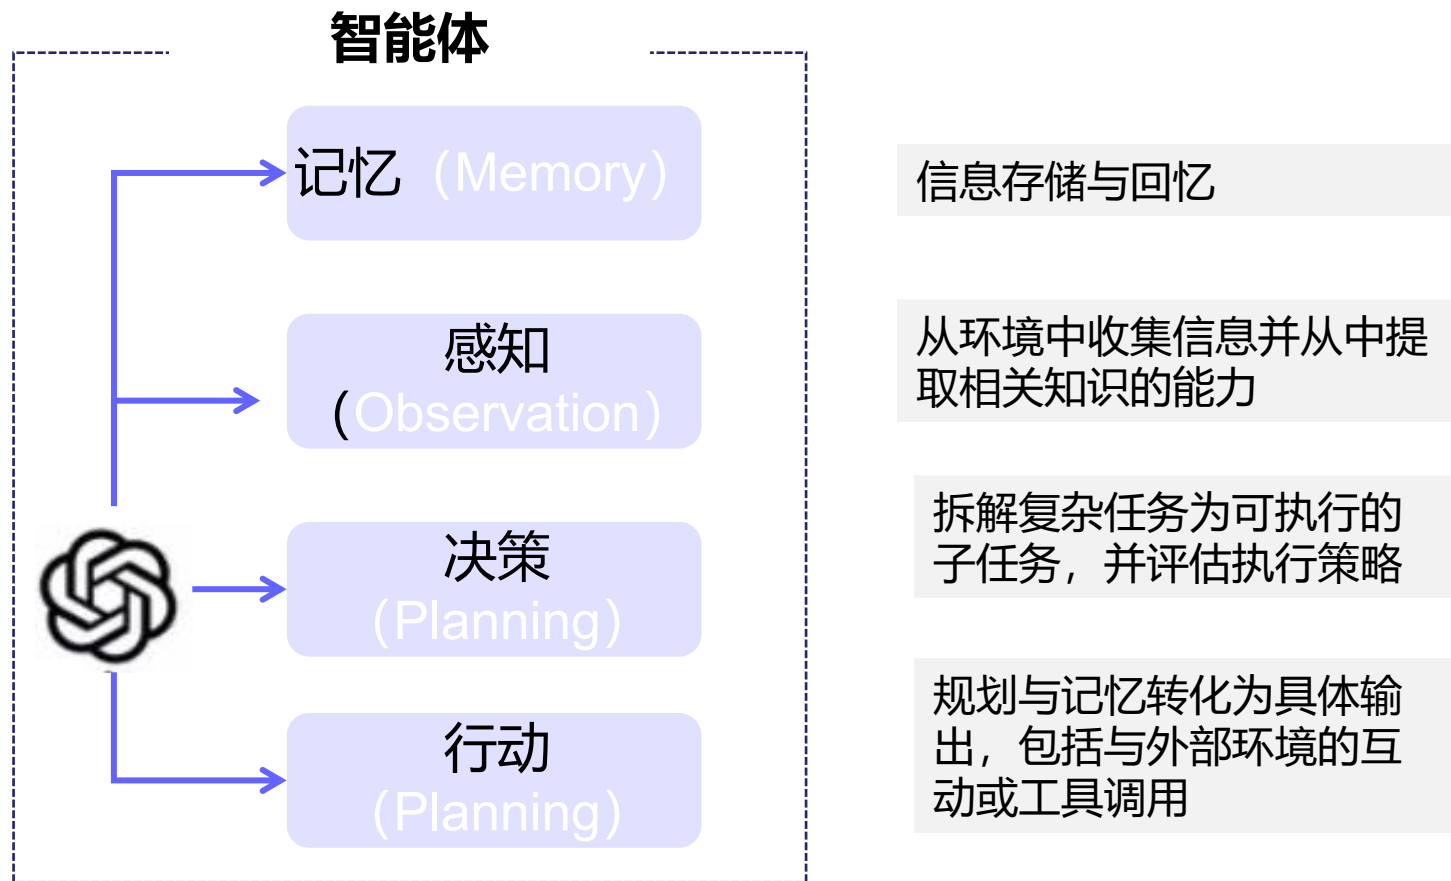 智能体
记忆（Memory）
信息存储与回忆
感知
（Observation）
从环境中收集信息并从中提
取相关知识的能力
决策
（Planning）
拆解复杂任务为可执行的
子任务，并评估执行策略
行动
（Planning）
规划与记忆转化为具体输
出，包括与外部环境的互
动或工具调用